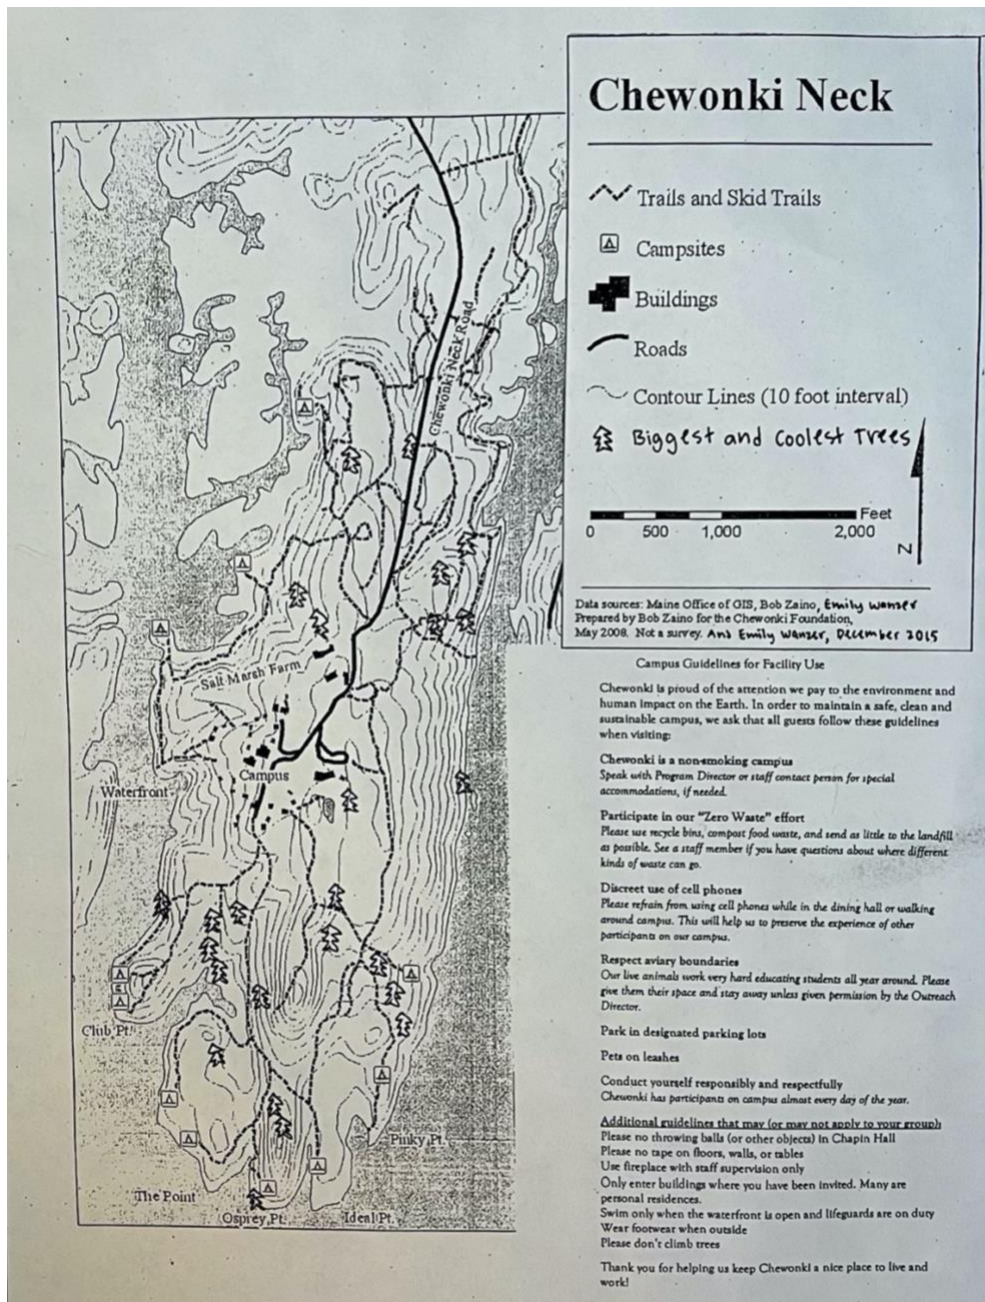 Chewonki Neck
Trails and Skid Trails
Campsites
Buildings
Roads
Contour Lines (10 foot interval)
Biggest and Coolest Trees
Feet
0 500 1,000 2,000
N
Data sources: Maine Office of GIS, Bob Zaino, Emily Wanzer
Prepared by Bob Zaino for the Chewonki Foundation,
May 2008. Not a survey. And Emily Wanzer, December 2015
Chewonki Neck Road
Salt Marsh Farm
Campus
Waterfront
Club Pt.
Pinky Pt.
The Point
Osprey Pt.
Ideal Pt.
Campus Guidelines for Facility Use
Chewonki is proud of the attention we pay to the environment and
human impact on the Earth. In order to maintain a safe, clean and
sustainable campus, we ask that all guests follow these guidelines
when visiting:
Chewonki is a non-smoking campus
Speak with Program Director or staff contact person for special
accommodations, if needed.
Participate in our "Zero Waste" effort
Please use recycle bins, compost food waste, and send as little to the landfill
as possible. See a staff member if you have questions about where different
kinds of waste can go.
Discreet use of cell phones
Please refrain from using cell phones while in the dining hall or walking
around campus. This will help us to preserve the experience of other
participants on our campus.
Respect aviary boundaries
Our live animals work very hard educating students all year around. Please
give them their space and stay away unless given permission by the Outreach
Director.
Park in designated parking lots
Pets on leashes
Conduct yourself responsibly and respectfully
Chewonki has participants on campus almost every day of the year.
Additional guidelines that may (or may not apply to your group)
Please no throwing balls (or other objects) in Chapin Hall
Please no tape on floors, walls, or tables
Use fireplace with staff supervision only
Only enter buildings where you have been invited. Many are
personal residences.
Swim only when the waterfront is open and lifeguards are on duty
Wear footwear when outside
Please don't climb trees
Thank you for helping us keep Chewonki a nice place to live and
work!